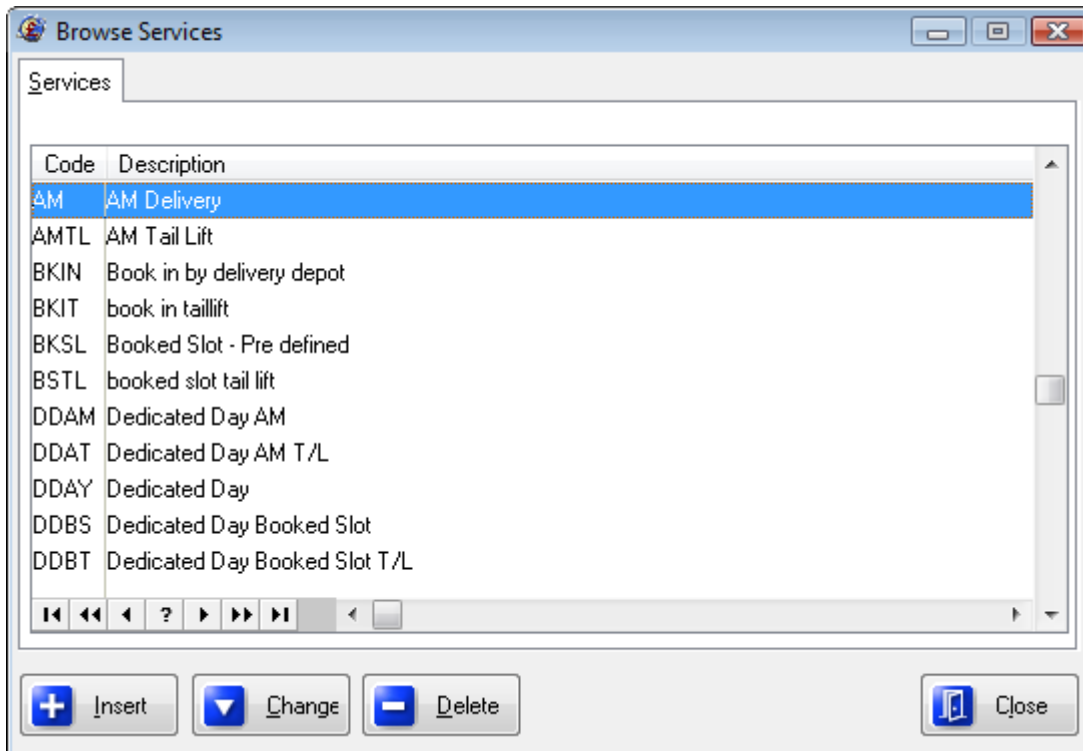 Browse Services
Services
Code Description
AM AM Delivery
AMTL AM Tail Lift
BKIN Book in by delivery depot
BKIT book in taillift
BKSL Booked Slot - Pre defined
BSTL booked slot tail lift
DDAM Dedicated Day AM
DDAT Dedicated Day AM T/L
DDAY Dedicated Day
DDBS Dedicated Day Booked Slot
DDBT Dedicated Day Booked Slot T/L
?
Insert Change Delete Close